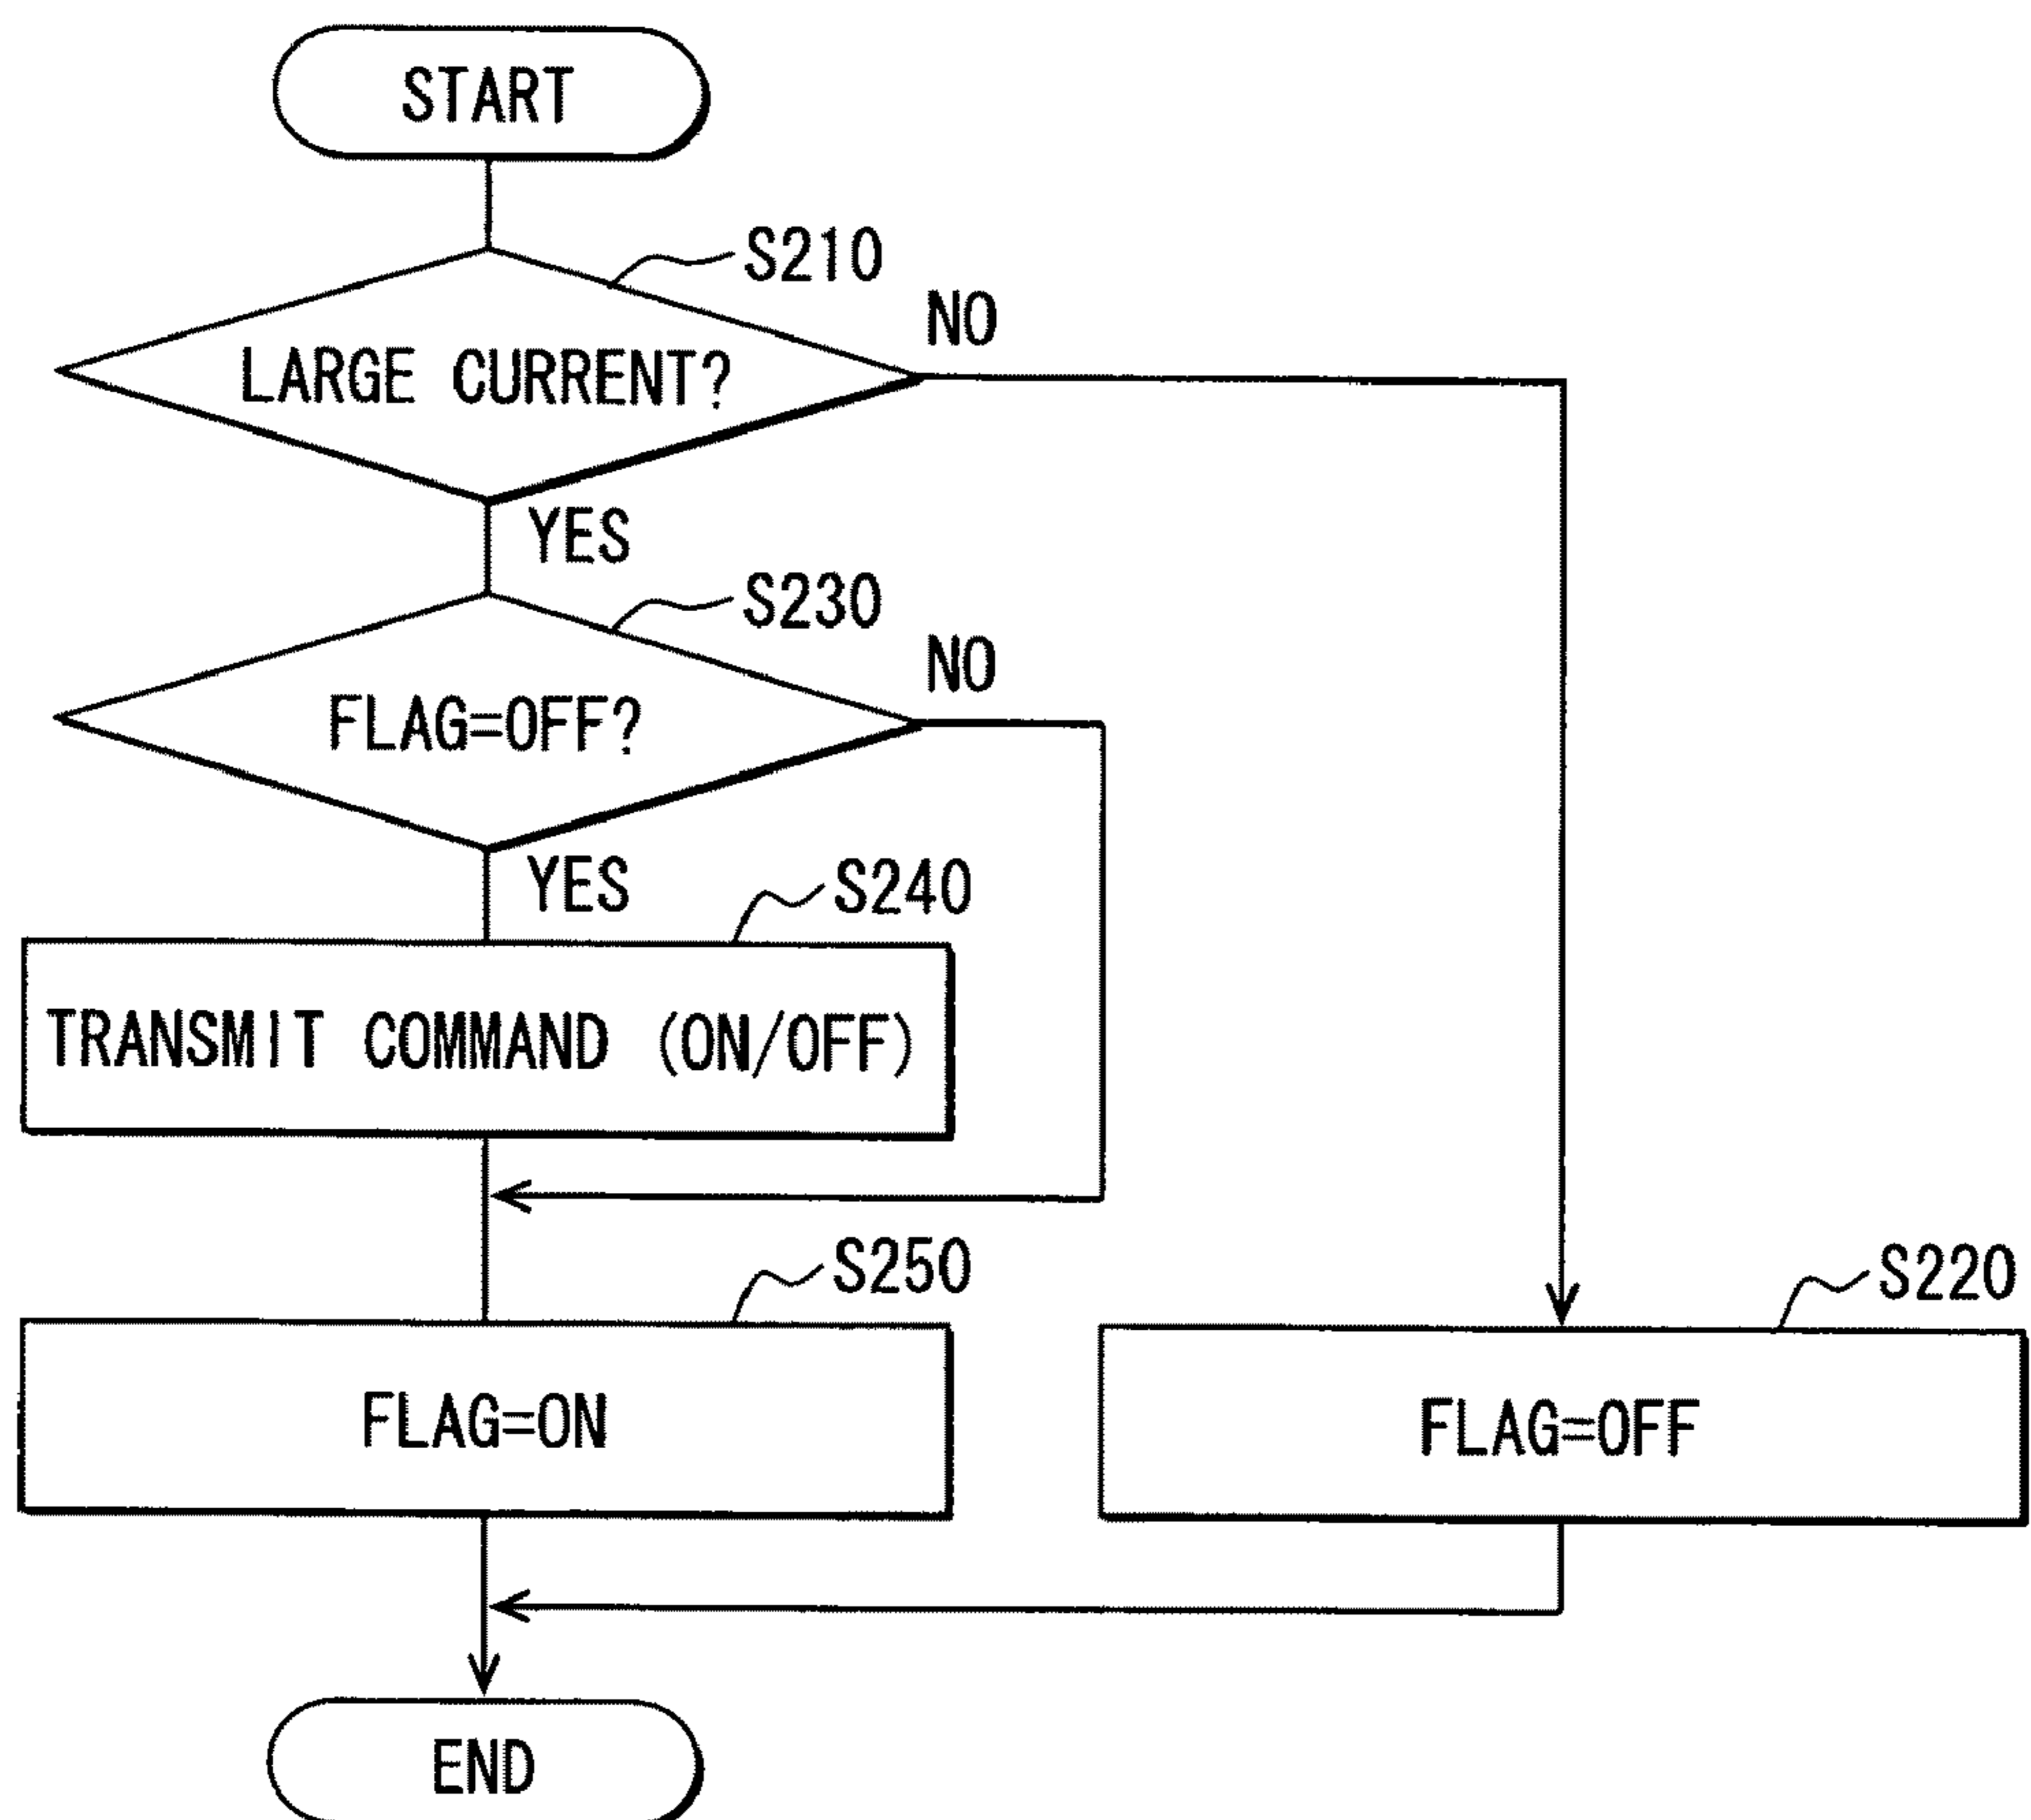 START
S210
NO
LARGE CURRENT?
YES
S230
NO
FLAG=OFF?
YES
S240
TRANSMIT COMMAND (ON/OFF)
S250
S220
FLAG=ON
FLAG=OFF
END